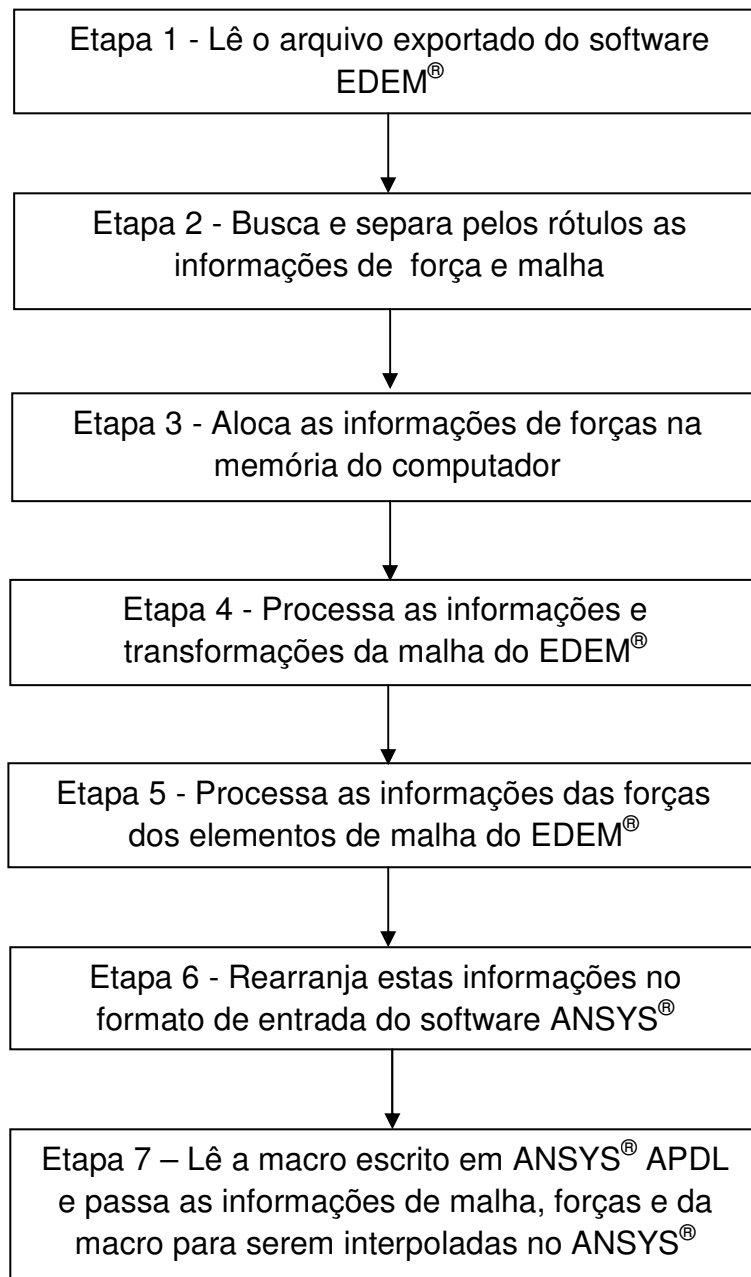 Etapa 1 - Lê o arquivo exportado do software
EDEM®
Etapa 2 - Busca e separa pelos rótulos as
informações de força e malha
Etapa 3 - Aloca as informações de forças na
memória do computador
Etapa 4 - Processa as informações e
transformações da malha do EDEM®
Etapa 5 - Processa as informações das forças
dos elementos de malha do EDEM®
Etapa 6 - Rearranja estas informações no
formato de entrada do software ANSYS®
Etapa 7 – Lê a macro escrito em ANSYS® APDL
e passa as informações de malha, forças e da
macro para serem interpoladas no ANSYS®